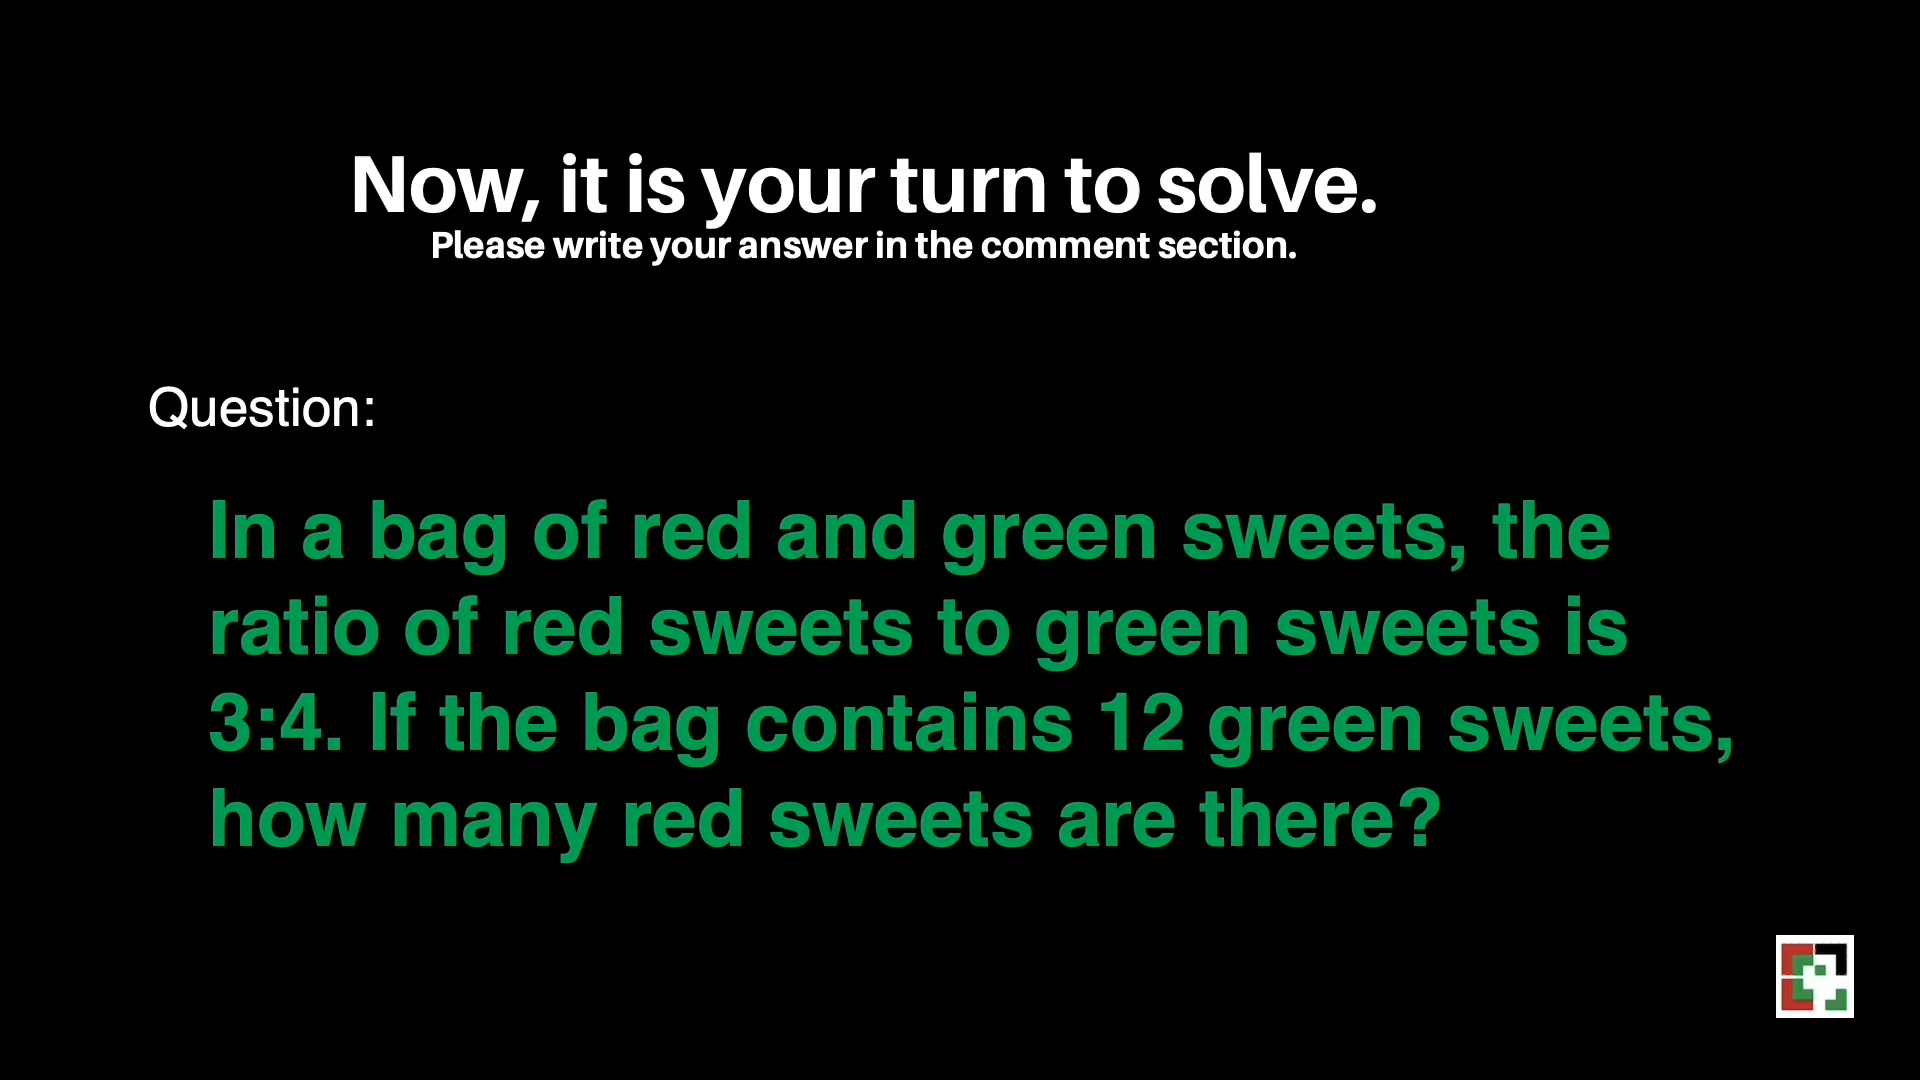 Now, it is your turn to solve.
Please write your answer in the comment section.
Question:
In a bag of red and green sweets, the
ratio of red sweets to green sweets is
3:4. If the bag contains 12 green sweets,
how many red sweets are there?